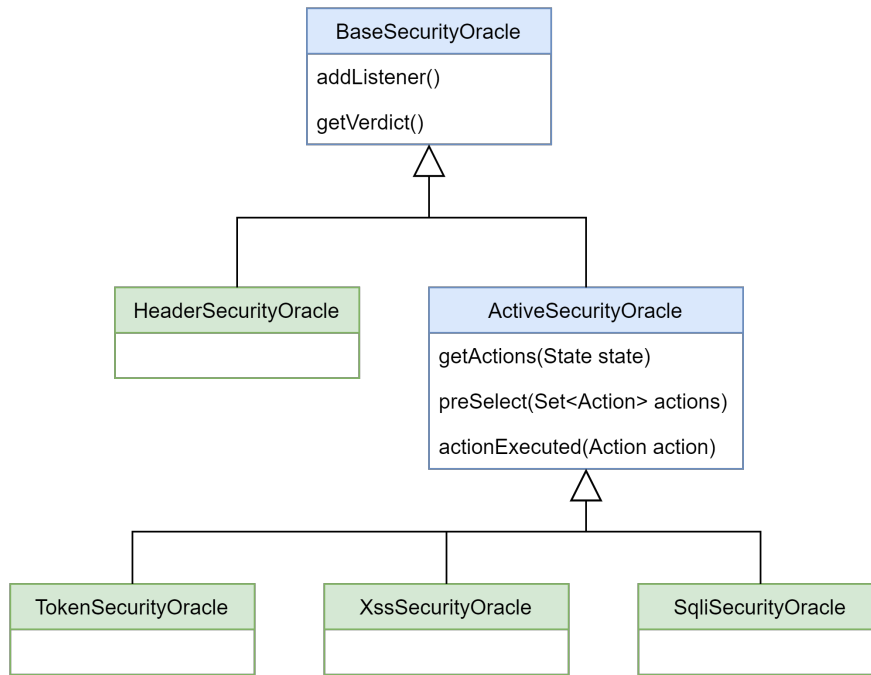 BaseSecurityOracle
addListener()
getVerdict()
HeaderSecurityOracle
ActiveSecurityOracle
getActions(State state)
preSelect(Set<Action> actions)
actionExecuted(Action action)
TokenSecurityOracle
XssSecurityOracle
SqliSecurityOracle